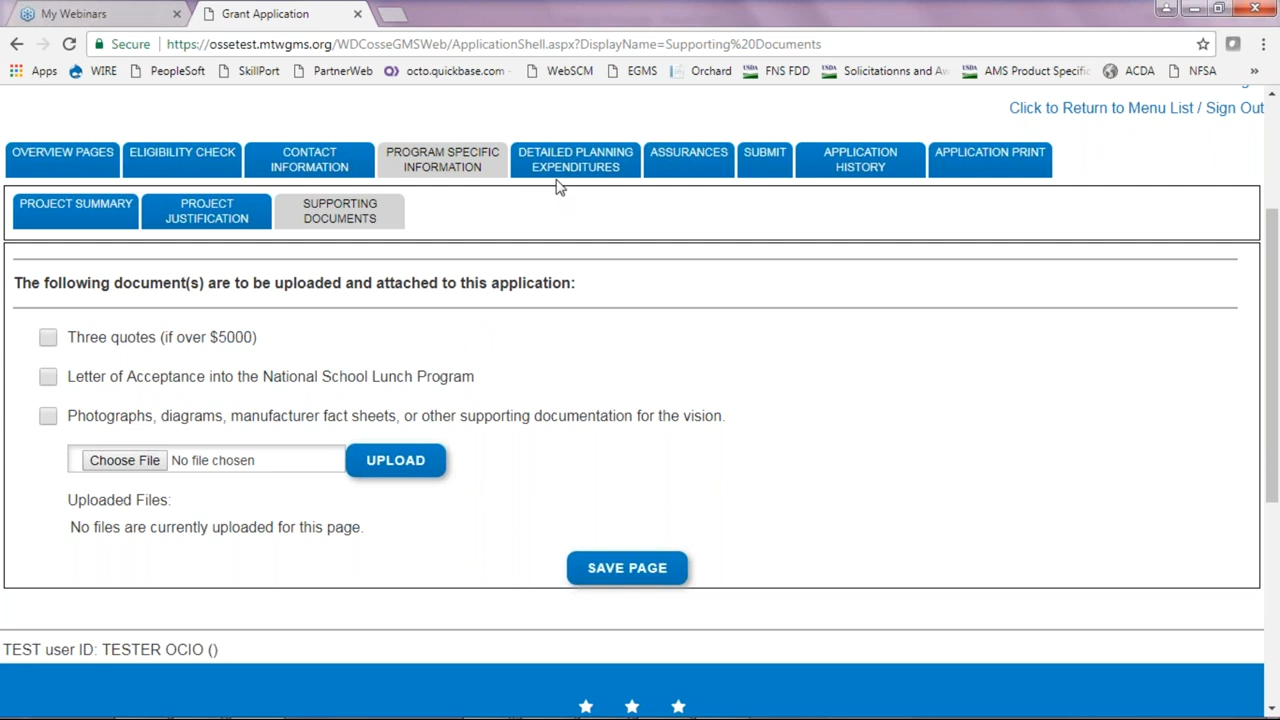 My Webinars
Grant Application
Secure
https://ossetest.mtwgms.org/WDCosseGMSWeb/ApplicationShell.aspx?DisplayName=Supporting%20Documents
Apps WIRE PeopleSoft SkillPort PartnerWeb octo.quickbase.com WebSCM EGMS Orchard FNS FDD Solicitationns and Aw AMS Product Specific ACDA NFSA »
Click to Return to Menu List / Sign Out
OVERVIEW PAGES
ELIGIBILITY CHECK
CONTACT
INFORMATION
PROGRAM SPECIFIC
INFORMATION
DETAILED PLANNING
EXPENDITURES
ASSURANCES
SUBMIT
APPLICATION
HISTORY
APPLICATION PRINT
PROJECT SUMMARY
PROJECT
JUSTIFICATION
SUPPORTING
DOCUMENTS
The following document(s) are to be uploaded and attached to this application:
Three quotes (if over $5000)
Letter of Acceptance into the National School Lunch Program
Photographs, diagrams, manufacturer fact sheets, or other supporting documentation for the vision.
Choose File No file chosen UPLOAD
Uploaded Files:
No files are currently uploaded for this page.
SAVE PAGE
TEST user ID: TESTER OCIO ()